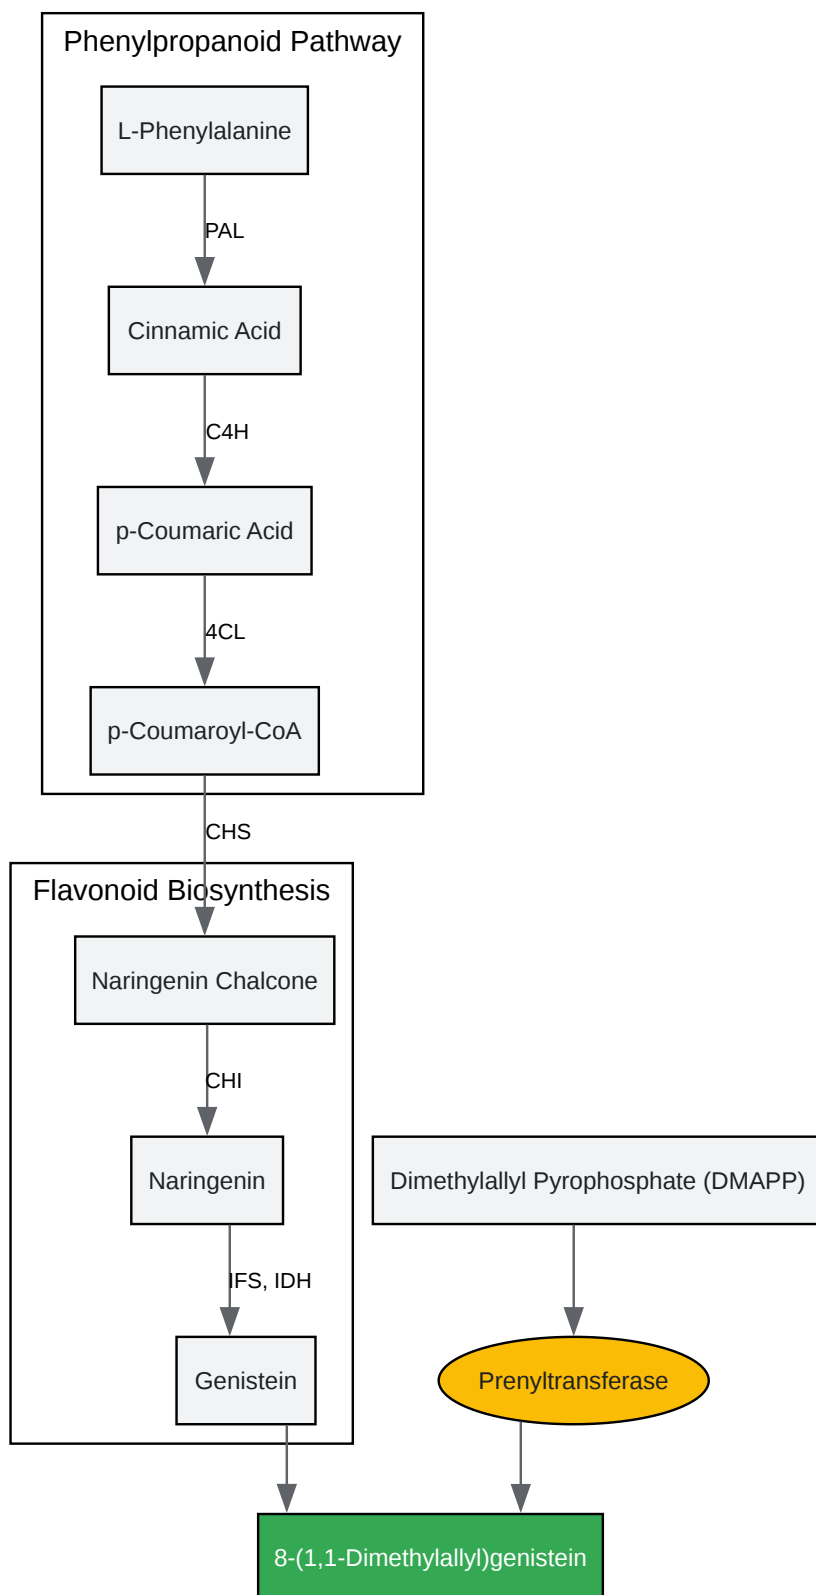 Phenylpropanoid Pathway
L-Phenylalanine
PAL
Cinnamic Acid
C4H
p-Coumaric Acid
4CL
p-Coumaroyl-CoA
CHS
Flavonoid Biosynthesis
Naringenin Chalcone
CHI
Naringenin
Dimethylallyl Pyrophosphate (DMAPP)
IFS, IDH
Genistein
Prenyltransferase
8-(1,1-Dimethylallyl)genistein